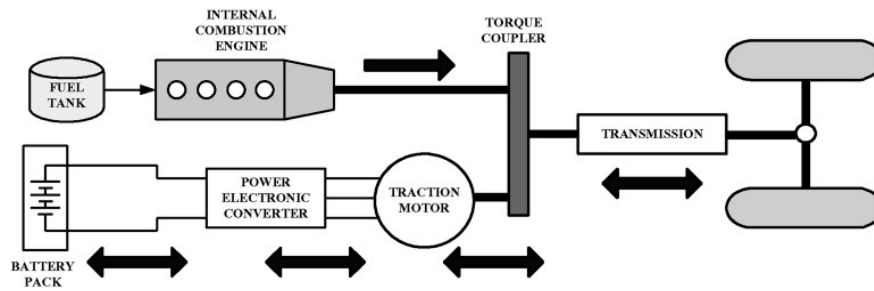 INTERNAL
COMBUSTION
ENGINE
TORQUE
COUPLER
FUEL
TANK
TRANSMISSION
POWER
ELECTRONIC
CONVERTER
TRACTION
MOTOR
BATTERY
PACK